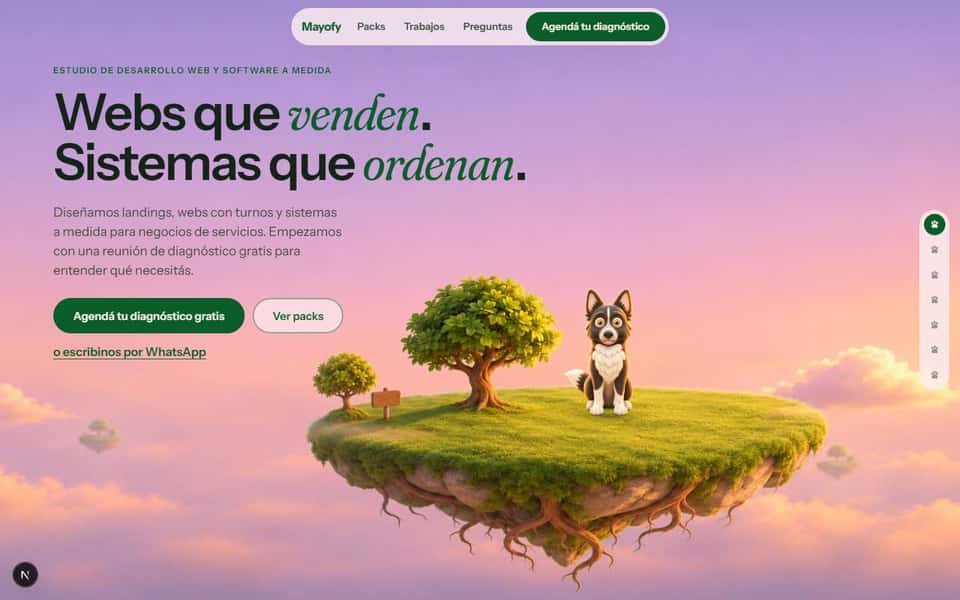 Mayofy Packs Trabajos Preguntas Agendá tu diagnóstico
ESTUDIO DE DESARROLLO WEB Y SOFTWARE A MEDIDA
Webs que venden.
Sistemas que ordenan.
Diseñamos landings, webs con turnos y sistemas
a medida para negocios de servicios. Empezamos
con una reunión de diagnóstico gratis para
entender qué necesitás.
Agendá tu diagnóstico gratis Ver packs
o escribinos por WhatsApp
N